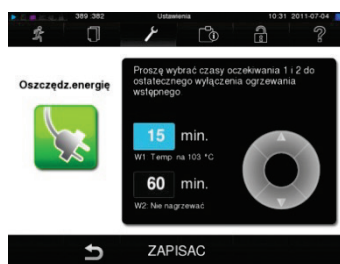 389 :382 Ustawienia 10:31 2011-07-04
Oszczędz.energię
Proszę wybrać czasy oczekiwania 1 i 2 do
ostatecznego wyłączenia ogrzewania
wstępnego
15 min.
W1: Temp. na 103 °C
60 min.
W2: Nie nagrzewać
ZAPISAC